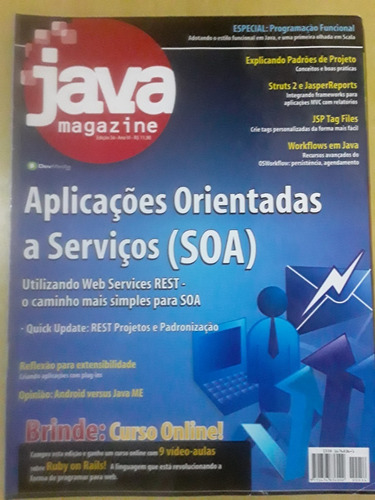 ESPECIAL: Programação Funcional
Adotando o estilo funcional em Java, e uma primeira olhada em Scala
java
magazine
DevMedia
Explicando Padrões de Projeto
Conceitos e boas práticas
Struts 2 e JasperReports
Integrando frameworks para
aplicações MVC com relatórios
JSP Tag Files
Crie tags personalizadas da forma mais fácil
Workflows em Java
Recursos avançados do
OSWorkflow: persistência, agendamento
Aplicações Orientadas
a Serviços (SOA)
Utilizando Web Services REST -
o caminho mais simples para SOA
- Quick Update: REST Projetos e Padronização
Reflexão para extensibilidade
Criando aplicações com plug-ins
Opinião: Android versus Java ME
Brinde: Curso Online!
Compre esta edição e ganhe um curso online com 9 vídeo-aulas
sobre Ruby on Rails! A linguagem que está revolucionando a
forma de programar para web.